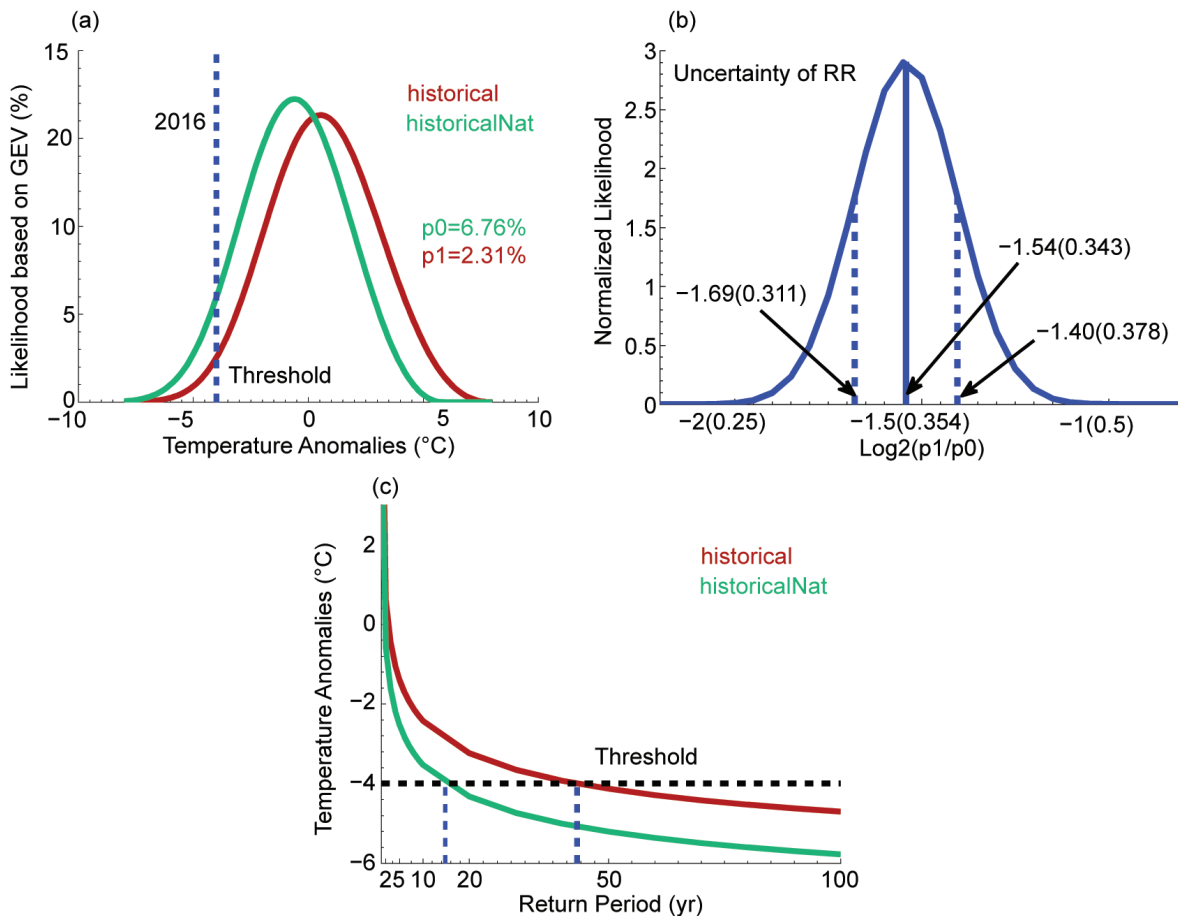 (a)
Likelihood based on GEV (%)
15
20
10
5
0
2016
historical
historicalNat
p0=6.76%
p1=2.31%
Threshold
−10
−5
0
5
10
Temperature Anomalies (°C)
(b)
Normalized Likelihood
3
2.5
2
1.5
1
0.5
0
Uncertainty of RR
−1.54(0.343)
−1.69(0.311)
−1.40(0.378)
−2(0.25)
−1.5(0.354)
−1(0.5)
Log2(p1/p0)
(c)
Temperature Anomalies (°C)
2
0
−2
−4
−6
historical
historicalNat
Threshold
25
10
20
50
100
Return Period (yr)